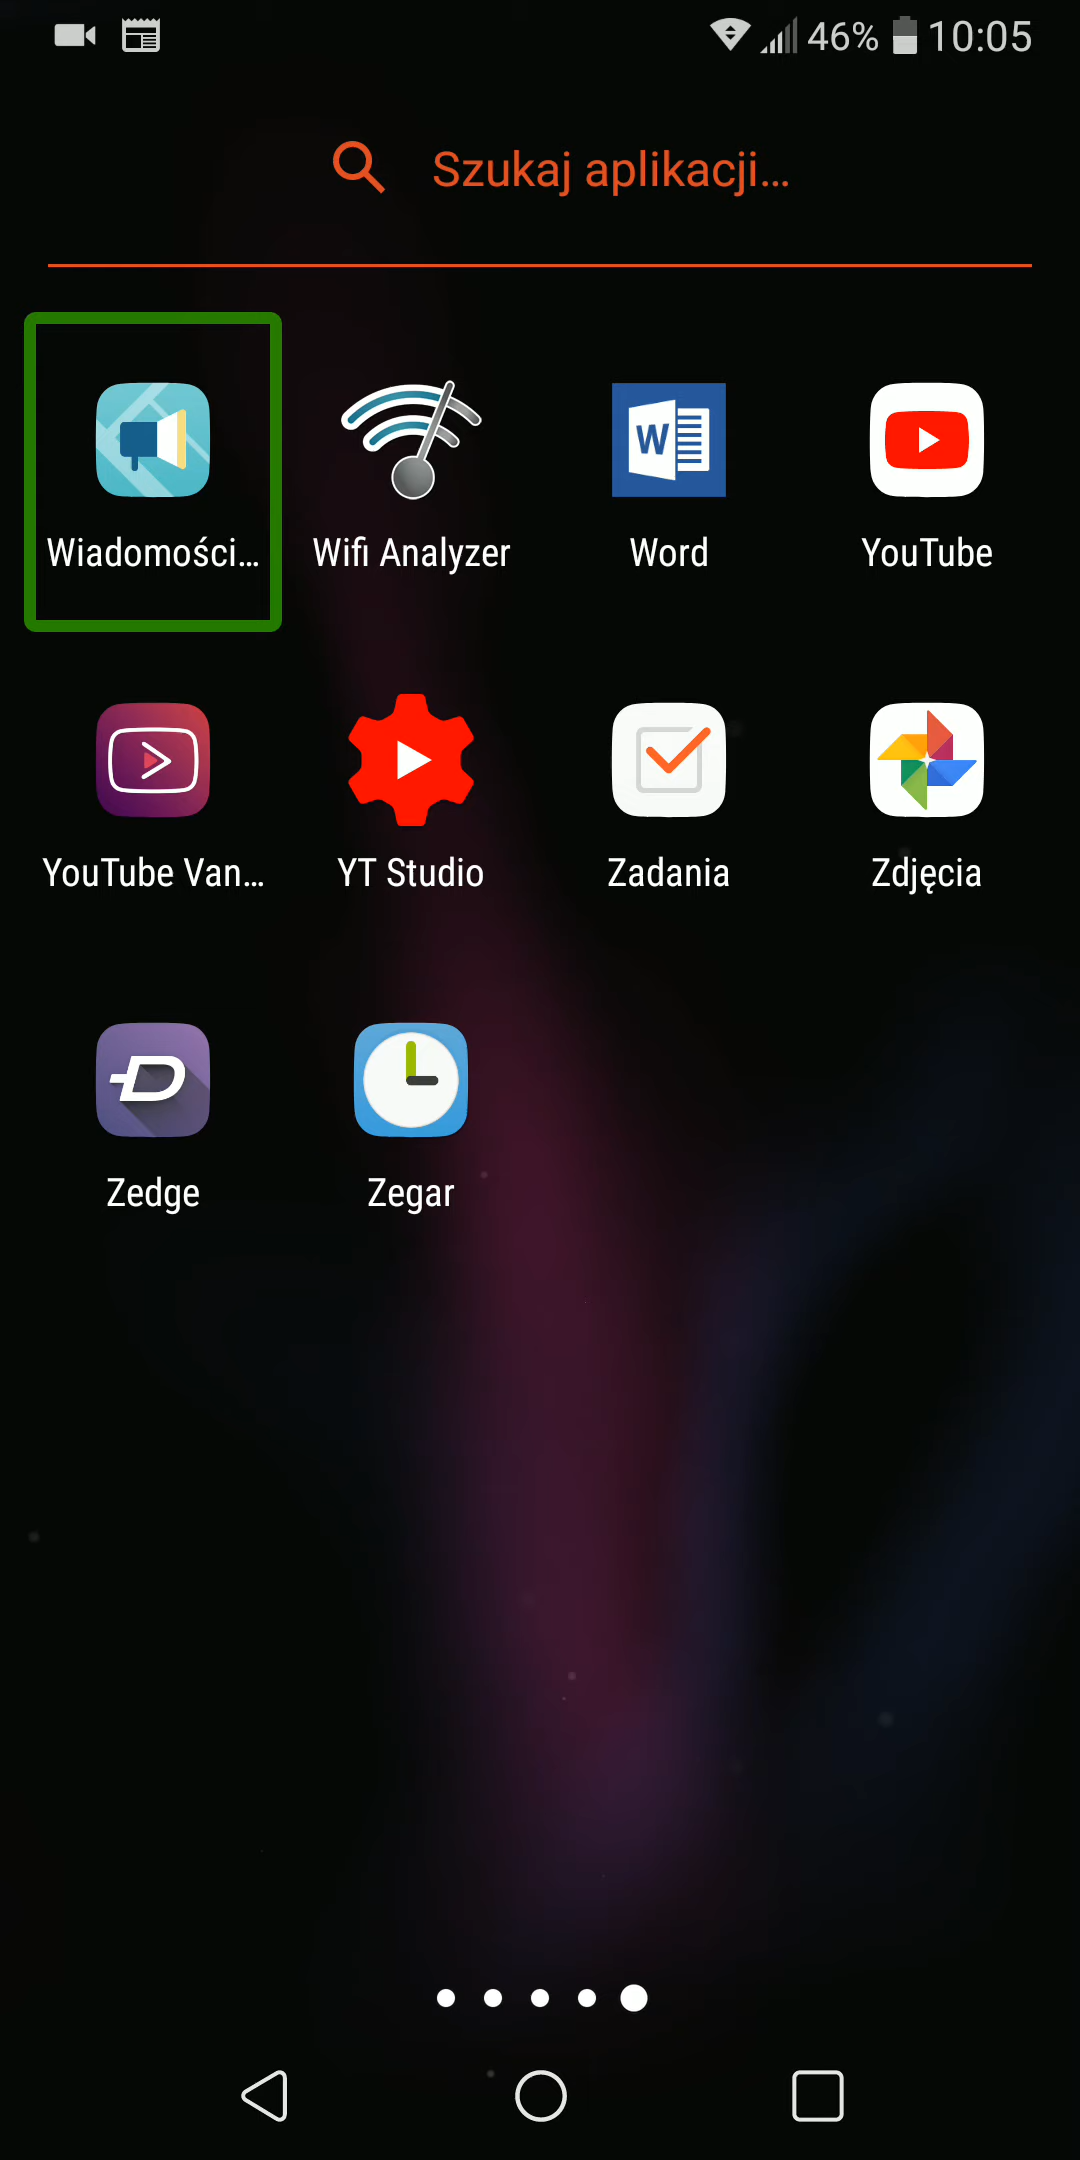 46% 10:05
Szukaj aplikacji...
Wiadomości... Wifi Analyzer Word YouTube
YouTube Van... YT Studio Zadania Zdjęcia
Zedge Zegar